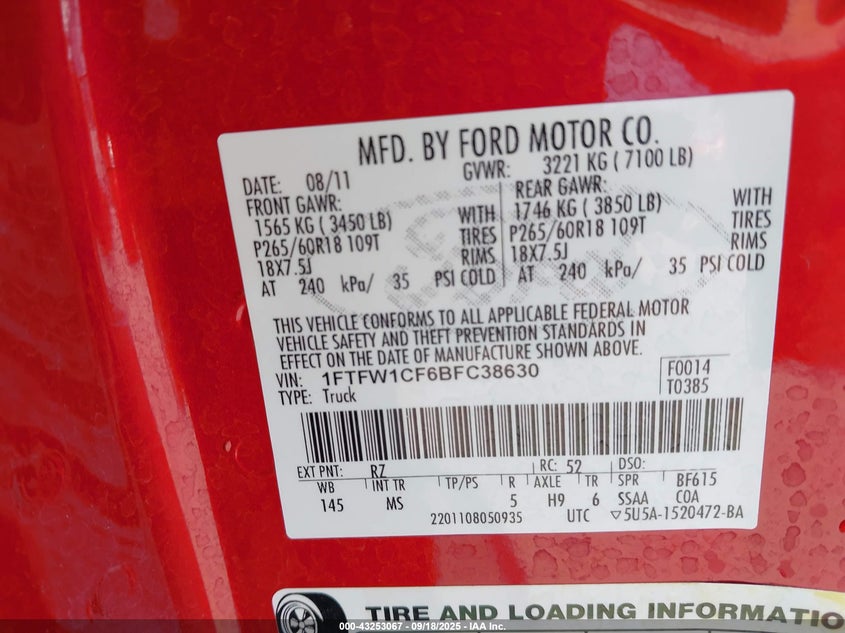 MFD. BY FORD MOTOR CO.
DATE: 08/11 GVWR: 3221 KG ( 7100 LB)
FRONT GAWR: REAR GAWR:
1565 KG ( 3450 LB) WITH 1746 KG ( 3850 LB) WITH
P265/60R18 109T TIRES P265/60R18 109T TIRES
18X7.5J RIMS 18X7.5J RIMS
AT 240 kPa/ 35 PSI COLD AT 240 kPa/ 35 PSI COLD
THIS VEHICLE CONFORMS TO ALL APPLICABLE FEDERAL MOTOR
VEHICLE SAFETY AND THEFT PREVENTION STANDARDS IN
EFFECT ON THE DATE OF MANUFACTURE SHOWN ABOVE.
VIN: 1FTFW1CF6BFC38630 F0014
TYPE: Truck T0385
EXT PNT: RZ RC: 52 DSO:
WB INT TR TP/PS R AXLE TR SPR BF615
145 MS 5 H9 6 SSAA COA
2201108050935 UTC ▽5U5A-1520472-BA
TIRE AND LOADING INFORMATION
000-43253067 - 09/18/2025 - IAA Inc.